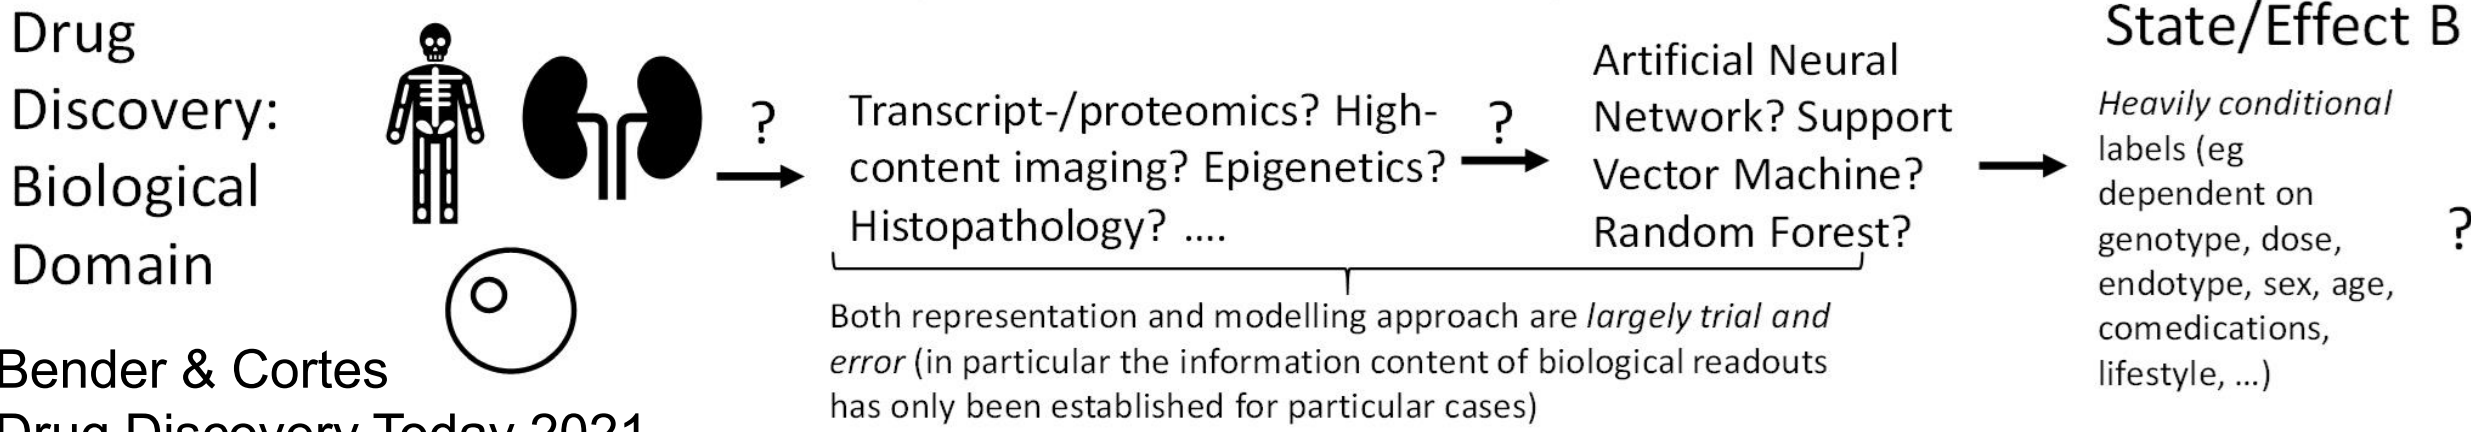 Drug
Discovery:
Biological
Domain
?
Transcript-/proteomics? High-
content imaging? Epigenetics?
Histopathology? ....
?
Artificial Neural
Network? Support
Vector Machine?
Random Forest?
State/Effect B
Heavily conditional
labels (eg
dependent on
genotype, dose,
endotype, sex, age,
comedications,
lifestyle, ...)
?
Both representation and modelling approach are largely trial and
error (in particular the information content of biological readouts
has only been established for particular cases)
Bender & Cortes
Drug Discovery Today 2021